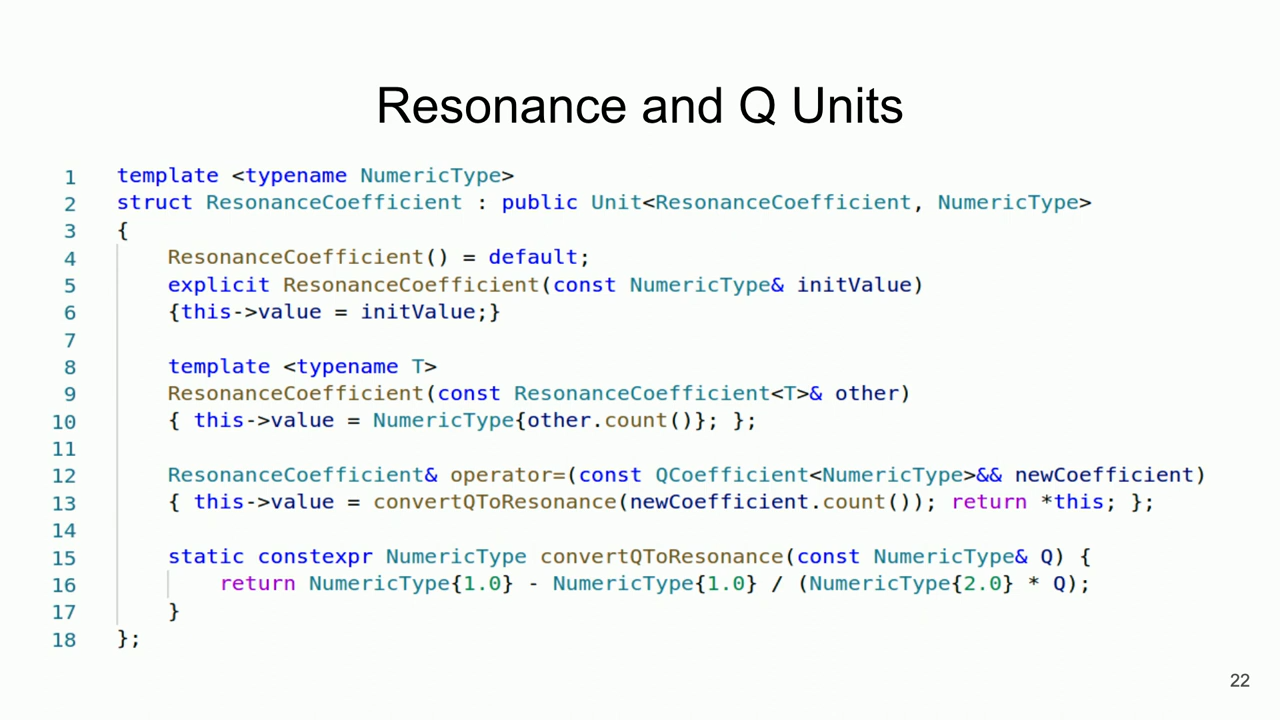 Resonance and Q Units
1 template <typename NumericType>
2 struct ResonanceCoefficient : public Unit<ResonanceCoefficient, NumericType>
3 {
4 ResonanceCoefficient() = default;
5 explicit ResonanceCoefficient(const NumericType& initValue)
6 {this->value = initValue;}
7
8 template <typename T>
9 ResonanceCoefficient(const ResonanceCoefficient<T>& other)
10 { this->value = NumericType{other.count()}; };
11
12 ResonanceCoefficient& operator=(const QCoefficient<NumericType>&& newCoefficient)
13 { this->value = convertQToResonance(newCoefficient.count()); return *this; };
14
15 static constexpr NumericType convertQToResonance(const NumericType& Q) {
16 return NumericType{1.0} - NumericType{1.0} / (NumericType{2.0} * Q);
17 }
18 };
22